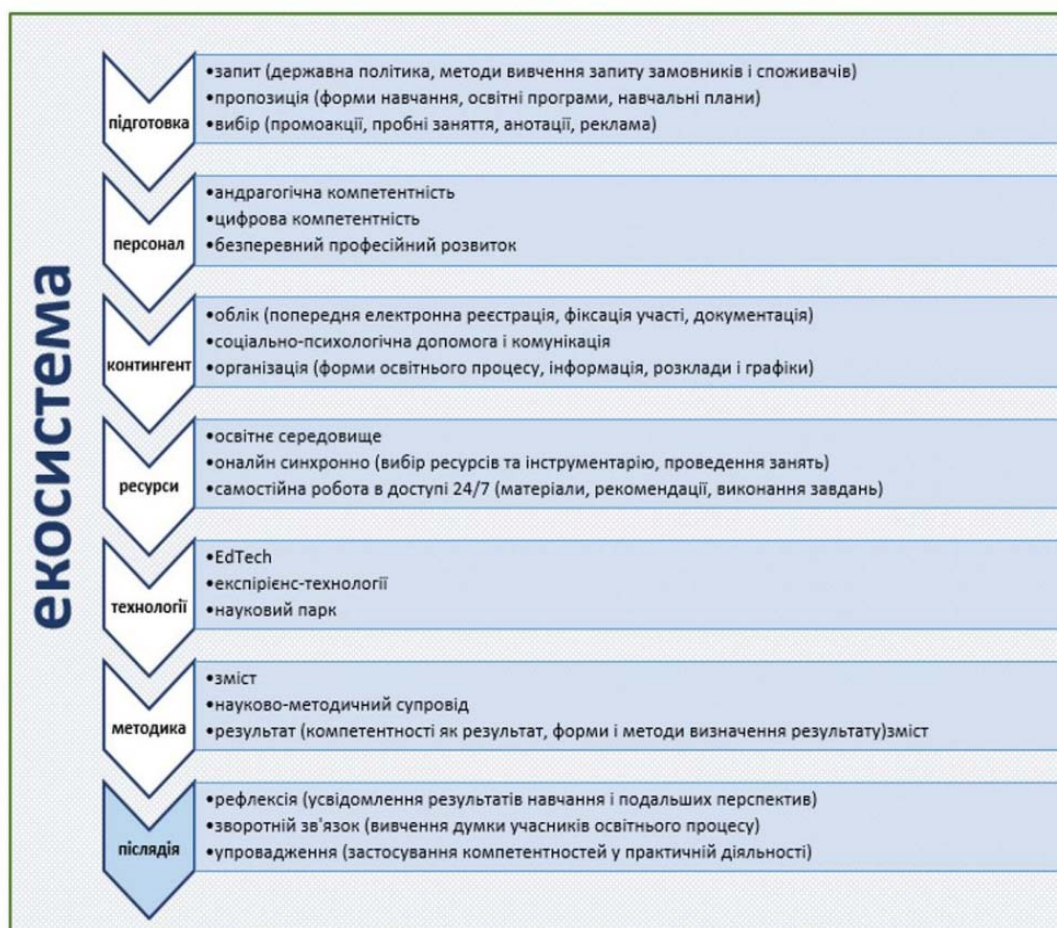 екосистема
підготовка
•запит (державна політика, методи вивчення запиту замовників і споживачів)
•пропозиція (форми навчання, освітні програми, навчальні плани)
•вибір (промоакції, пробні заняття, анотації, реклама)
персонал
•андрагогічна компетентність
•цифрова компетентність
•безперевний професійний розвиток
контингент
•облік (попередня електронна реєстрація, фіксація участі, документація)
•соціально-психологічна допомога і комунікація
•організація (форми освітнього процесу, інформація, розклади і графіки)
ресурси
•освітнє середовище
•оналйн синхронно (вибір ресурсів та інструментарію, проведення занять)
•самостійна робота в доступі 24/7 (матеріали, рекомендації, виконання завдань)
технології
•EdTech
•експірієнс-технології
•науковий парк
методика
•зміст
•науково-методичний супровід
•результат (компетентності як результат, форми і методи визначення результату)зміст
післядія
•рефлексія (усвідомлення результатів навчання і подальших перспектив)
•зворотній зв'язок (вивчення думки учасників освітнього процесу)
•упровадження (застосування компетентностей у практичній діяльності)